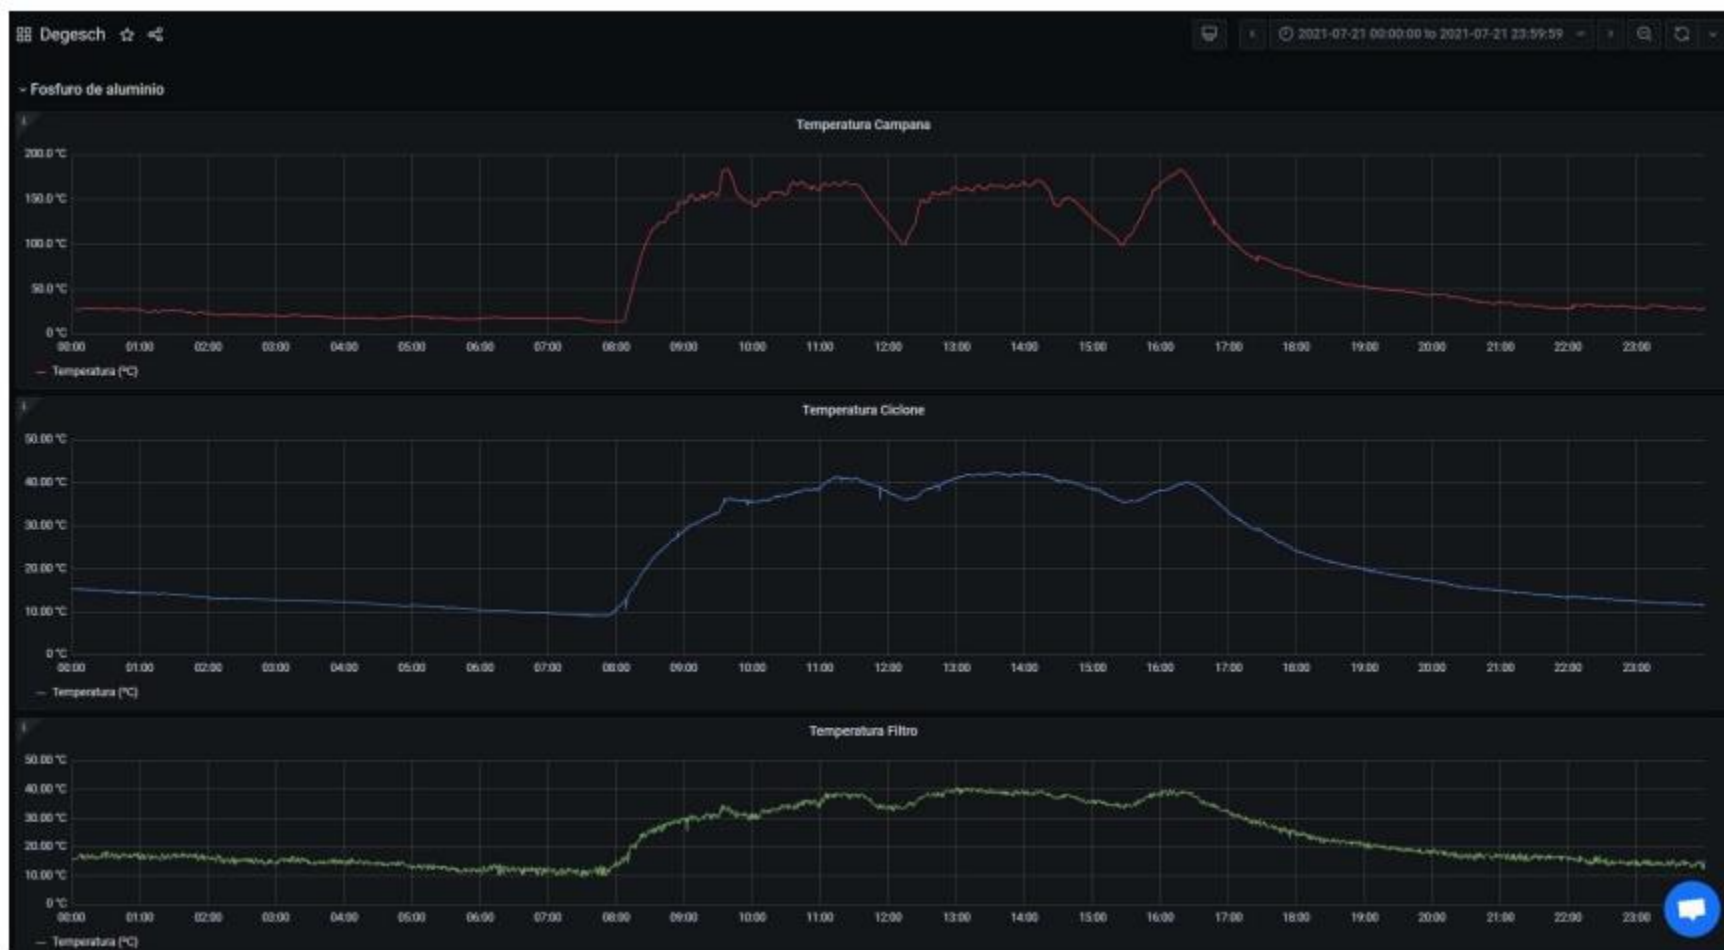 Degesch
2021-07-21 00:00:00 to 2021-07-21 23:59:59
Fosfuro de aluminio
Temperatura Campana
200.0 °C
150.0 °C
100.0 °C
50.0 °C
0 °C
00:00 01:00 02:00 03:00 04:00 05:00 06:00 07:00 08:00 09:00 10:00 11:00 12:00 13:00 14:00 15:00 16:00 17:00 18:00 19:00 20:00 21:00 22:00 23:00
Temperatura (ºC)
Temperatura Ciclone
50.00 °C
40.00 °C
30.00 °C
20.00 °C
10.00 °C
0 °C
00:00 01:00 02:00 03:00 04:00 05:00 06:00 07:00 08:00 09:00 10:00 11:00 12:00 13:00 14:00 15:00 16:00 17:00 18:00 19:00 20:00 21:00 22:00 23:00
Temperatura (ºC)
Temperatura Filtro
50.00 °C
40.00 °C
30.00 °C
20.00 °C
10.00 °C
0 °C
00:00 01:00 02:00 03:00 04:00 05:00 06:00 07:00 08:00 09:00 10:00 11:00 12:00 13:00 14:00 15:00 16:00 17:00 18:00 19:00 20:00 21:00 22:00 23:00
Temperatura (ºC)